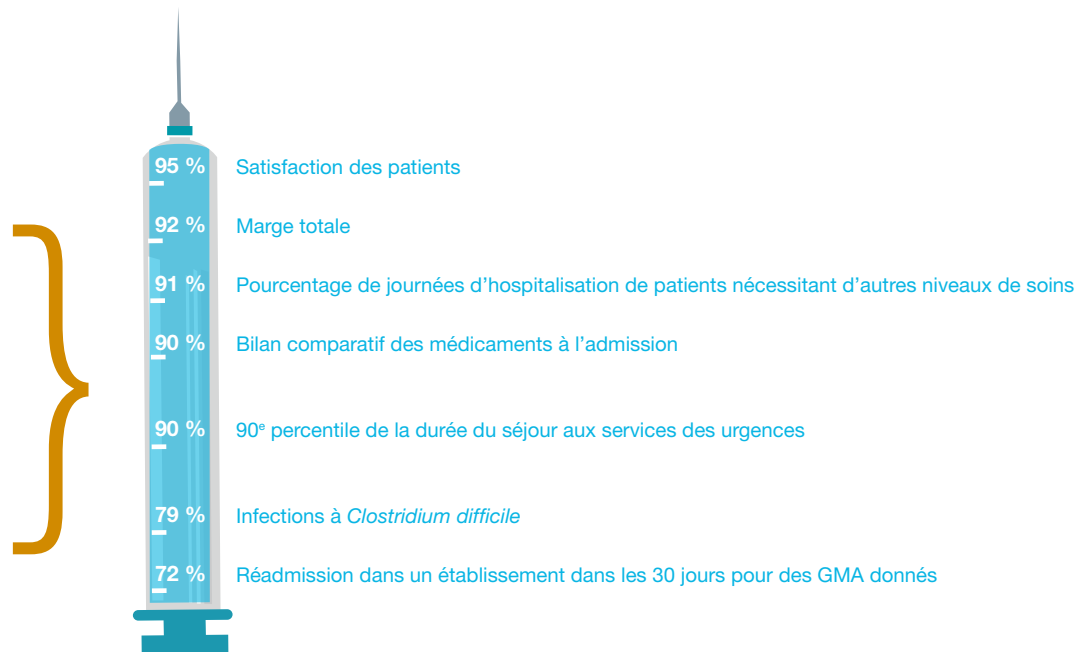 95 % Satisfaction des patients
92 % Marge totale
91 % Pourcentage de journées d’hospitalisation de patients nécessitant d’autres niveaux de soins
90 % Bilan comparatif des médicaments à l’admission
90 % 90e percentile de la durée du séjour aux services des urgences
79 % Infections à Clostridium difficile
72 % Réadmission dans un établissement dans les 30 jours pour des GMA donnés